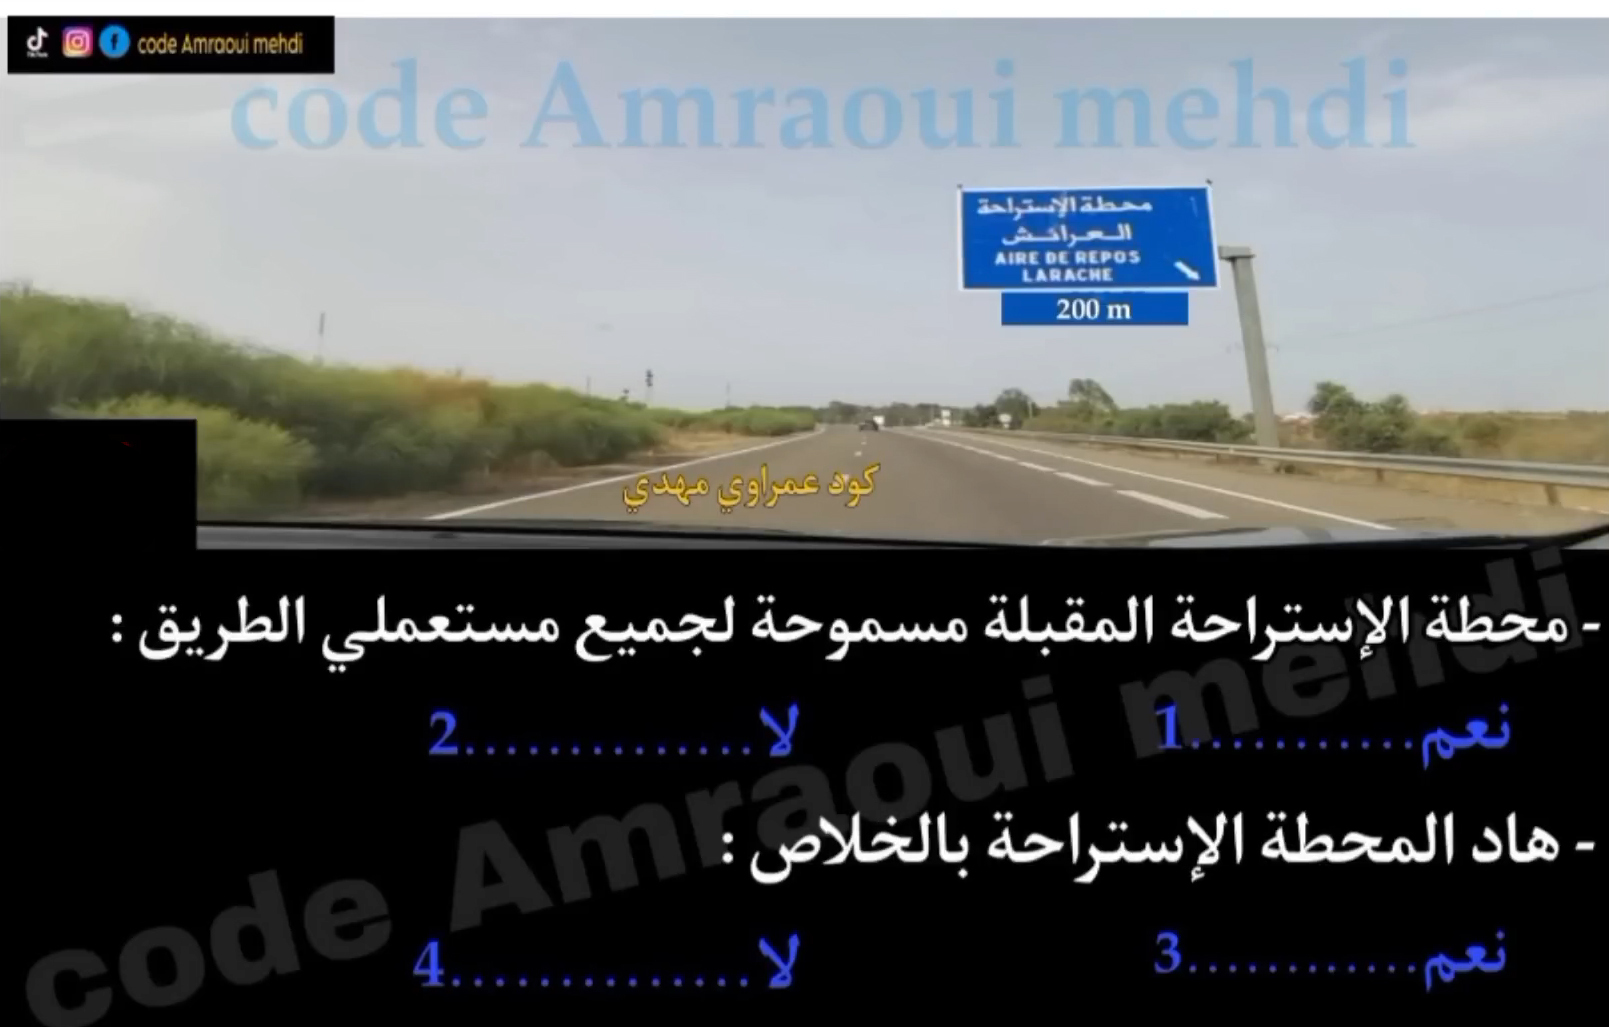 code Amraoui mehdi
code Amraoui mehdi
محطة الإستراحة
العرائش
AIRE DE REPOS
LARACHE
200 m
كود عمراوي مهدي
- محطة الإستراحة المقبلة مسموحة لجميع مستعملي الطريق :
نعم............1 لا..............2
- هاد المحطة الإستراحة بالخلاص :
نعم............3 لا..............4
code Amraoui mehdi